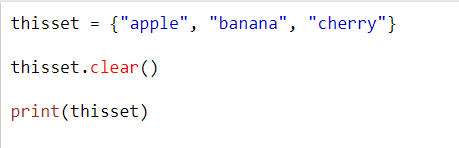 thisset = {"apple", "banana", "cherry"}
thisset.clear()
print(thisset)